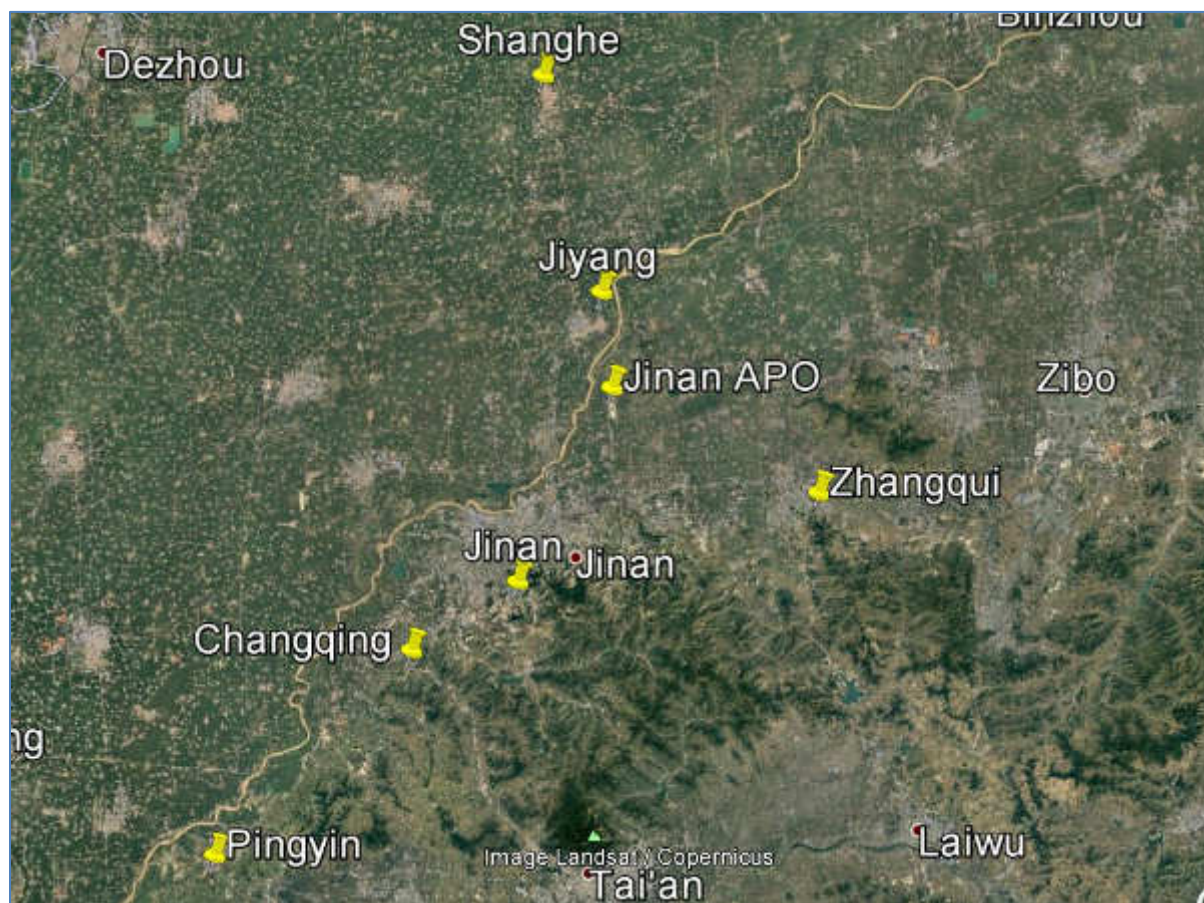 Binzhou
Shanghe
Dezhou
Jiyang
Jinan APO
Zibo
Zhangqui
Jinan
Jinan
Changqing
ng
Pingyin
Laiwu
Image Landsat / Copernicus
Tai'an